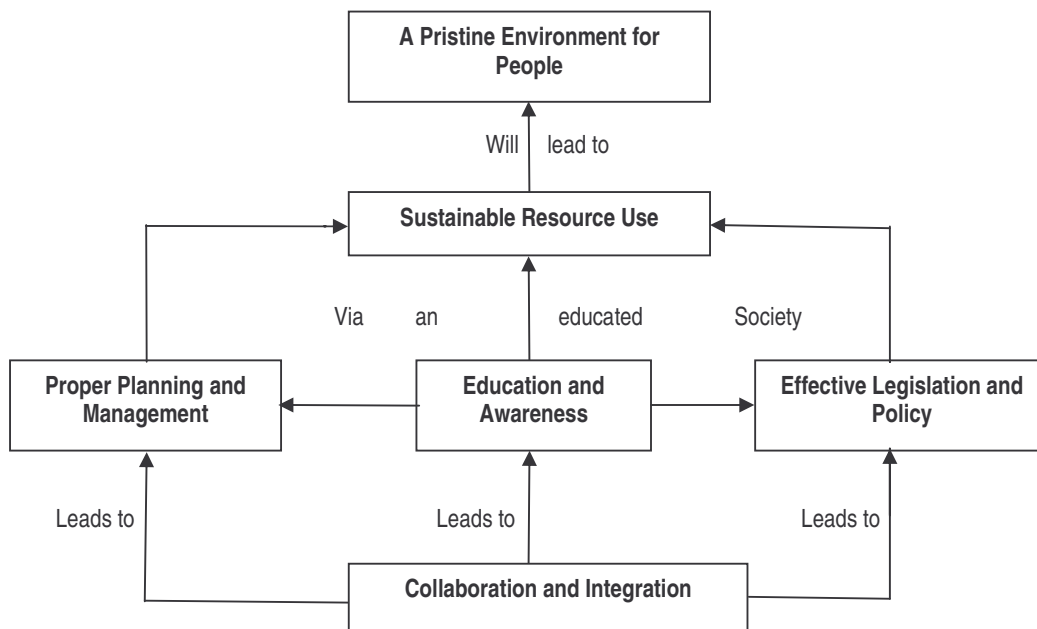 A Pristine Environment for
People
Will lead to
Sustainable Resource Use
Via an educated Society
Proper Planning and
Management
Education and
Awareness
Effective Legislation and
Policy
Leads to
Leads to
Leads to
Collaboration and Integration